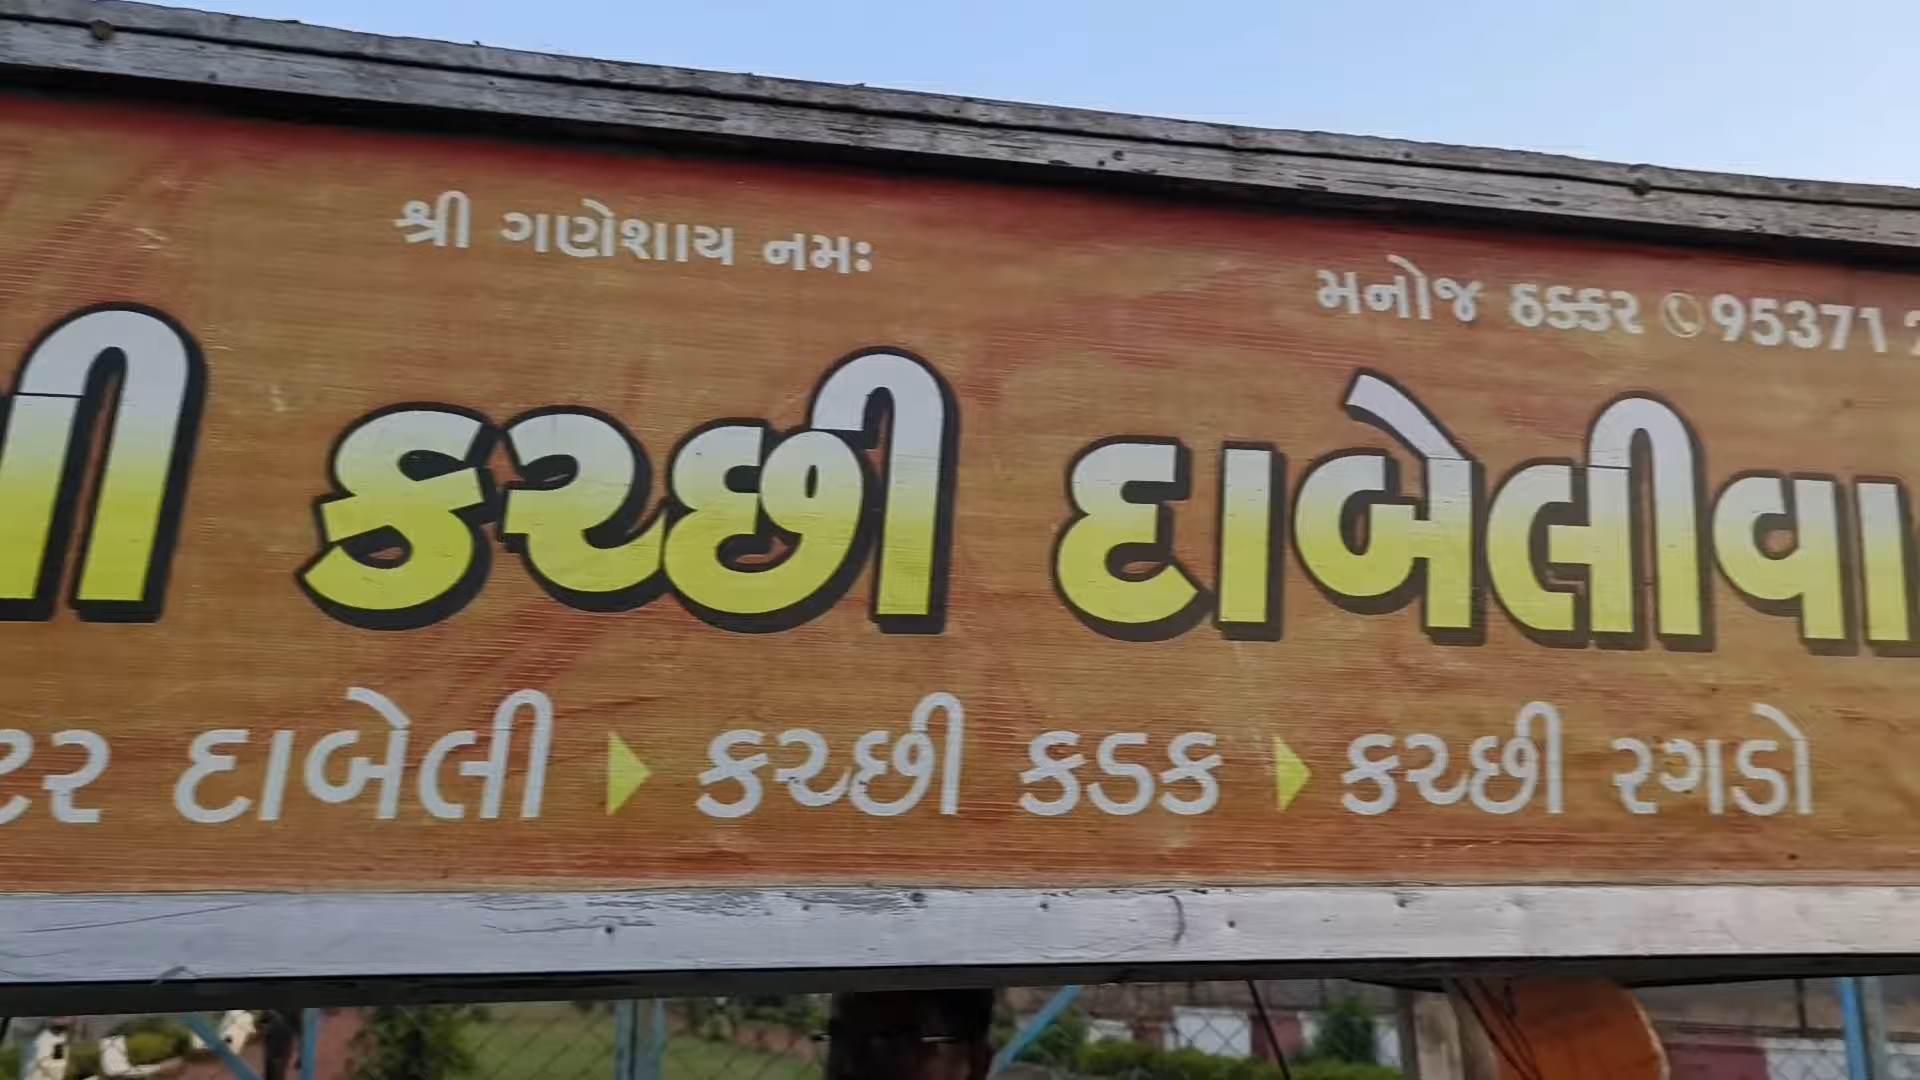 શ્રી ગણેશાય નમઃ
મનોજ ઠક્કર 95371
કચ્છી દાબેલીવા
દાબેલી કચ્છી કડક કચ્છી રગડો